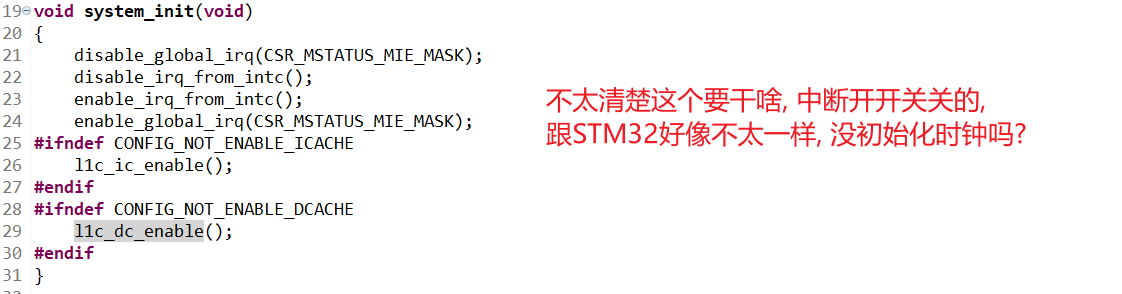 19 void system_init(void)
20 {
21     disable_global_irq(CSR_MSTATUS_MIE_MASK);
22     disable_irq_from_intc();
23     enable_irq_from_intc();
24     enable_global_irq(CSR_MSTATUS_MIE_MASK);
25 #ifndef CONFIG_NOT_ENABLE_ICACHE
26     l1c_ic_enable();
27 #endif
28 #ifndef CONFIG_NOT_ENABLE_DCACHE
29     l1c_dc_enable();
30 #endif
31 }
不太清楚这个要干啥, 中断开开关关的,
跟STM32好像不太一样, 没初始化时钟吗?